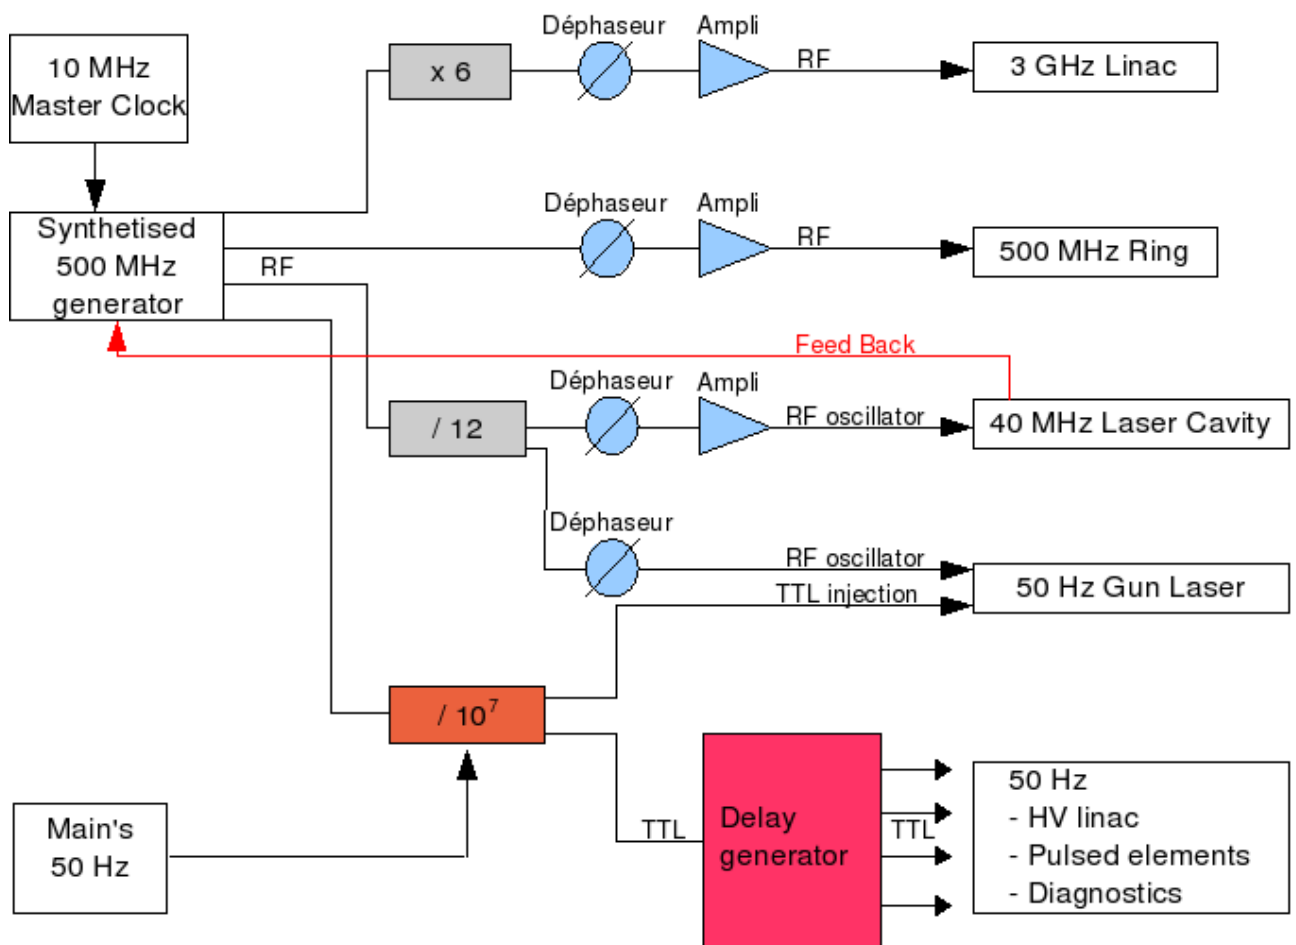 10 MHz
Master Clock
x 6
Déphaseur
Ampli
RF
3 GHz Linac
Synthetised
500 MHz
generator
RF
Déphaseur
Ampli
RF
500 MHz Ring
Feed Back
/ 12
Déphaseur
Ampli
RF oscillator
40 MHz Laser Cavity
Déphaseur
RF oscillator
TTL injection
50 Hz Gun Laser
/ 10⁷
Main's
50 Hz
TTL
Delay
generator
TTL
50 Hz
- HV linac
- Pulsed elements
- Diagnostics